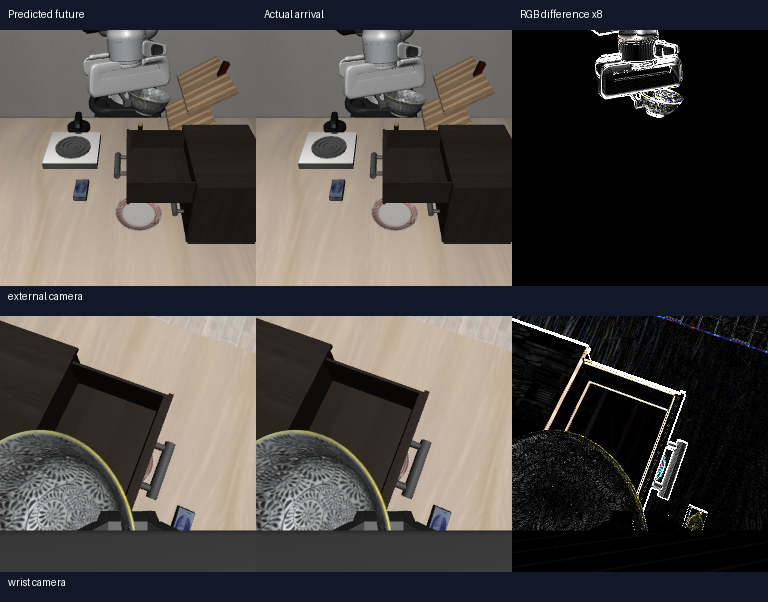 Predicted future
Actual arrival
RGB difference x8
external camera
wrist camera